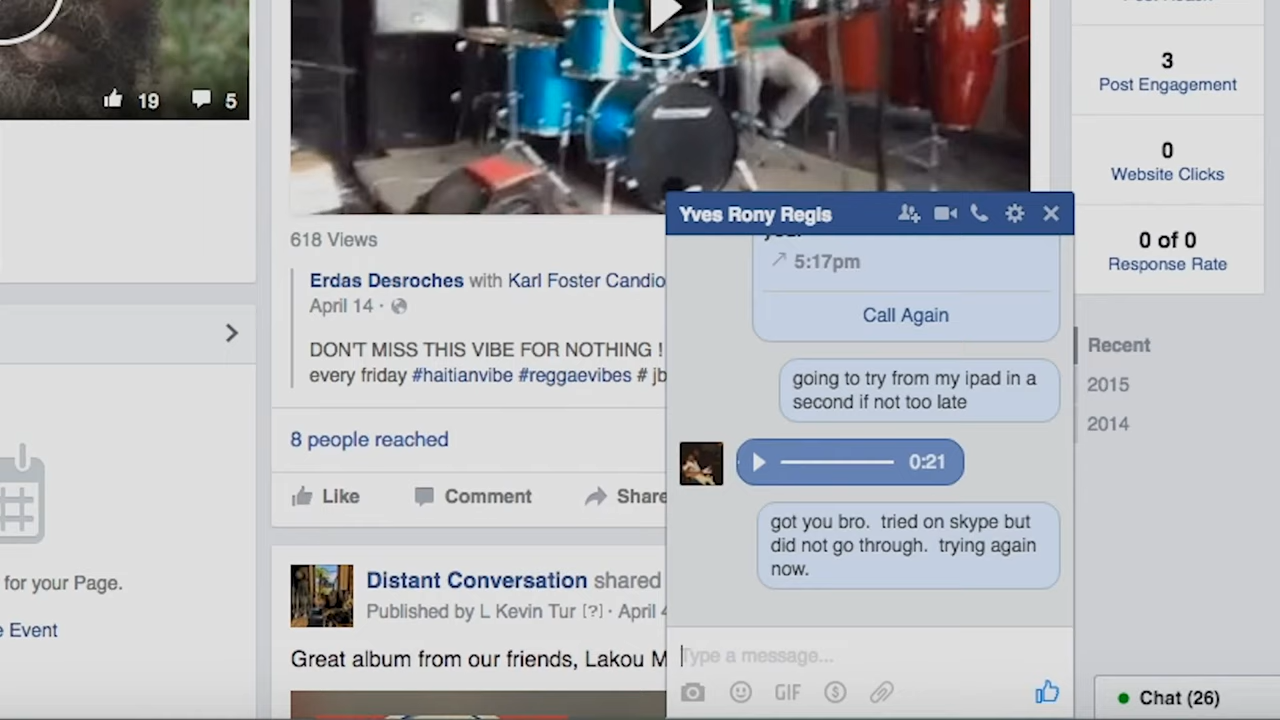 19 5
618 Views
Erdas Desroches with Karl Foster Candio
April 14 ·
DON'T MISS THIS VIBE FOR NOTHING !
every friday #haitianvibe #reggaevibes # jb
8 people reached
Like Comment Share
Distant Conversation shared
Published by L Kevin Tur [?] · April 4
Great album from our friends, Lakou M
for your Page.
Event
Yves Rony Regis
you.
5:17pm
Call Again
going to try from my ipad in a
second if not too late
0:21
got you bro. tried on skype but
did not go through. trying again
now.
Type a message...
GIF
3
Post Engagement
0
Website Clicks
0 of 0
Response Rate
Recent
2015
2014
Chat (26)